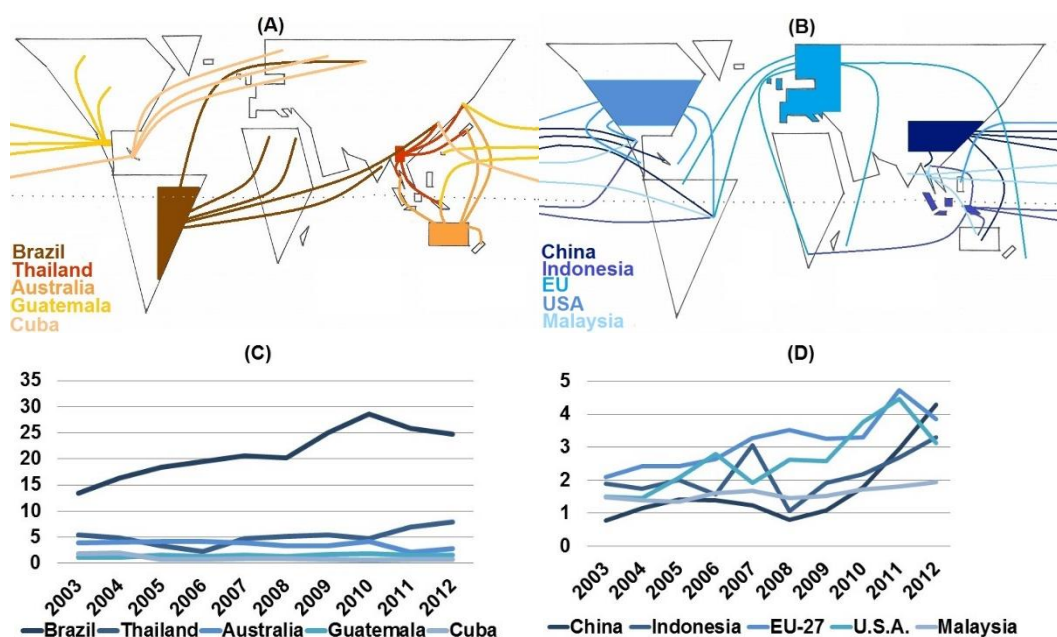 (A)
Brazil
Thailand
Australia
Guatemala
Cuba
(B)
China
Indonesia
EU
USA
Malaysia
(C)
35
30
25
20
15
10
5
0
2003 2004 2005 2006 2007 2008 2009 2010 2011 2012
Brazil Thailand Australia Guatemala Cuba
(D)
5
4
3
2
1
0
2003 2004 2005 2006 2007 2008 2009 2010 2011 2012
China Indonesia EU-27 U.S.A. Malaysia